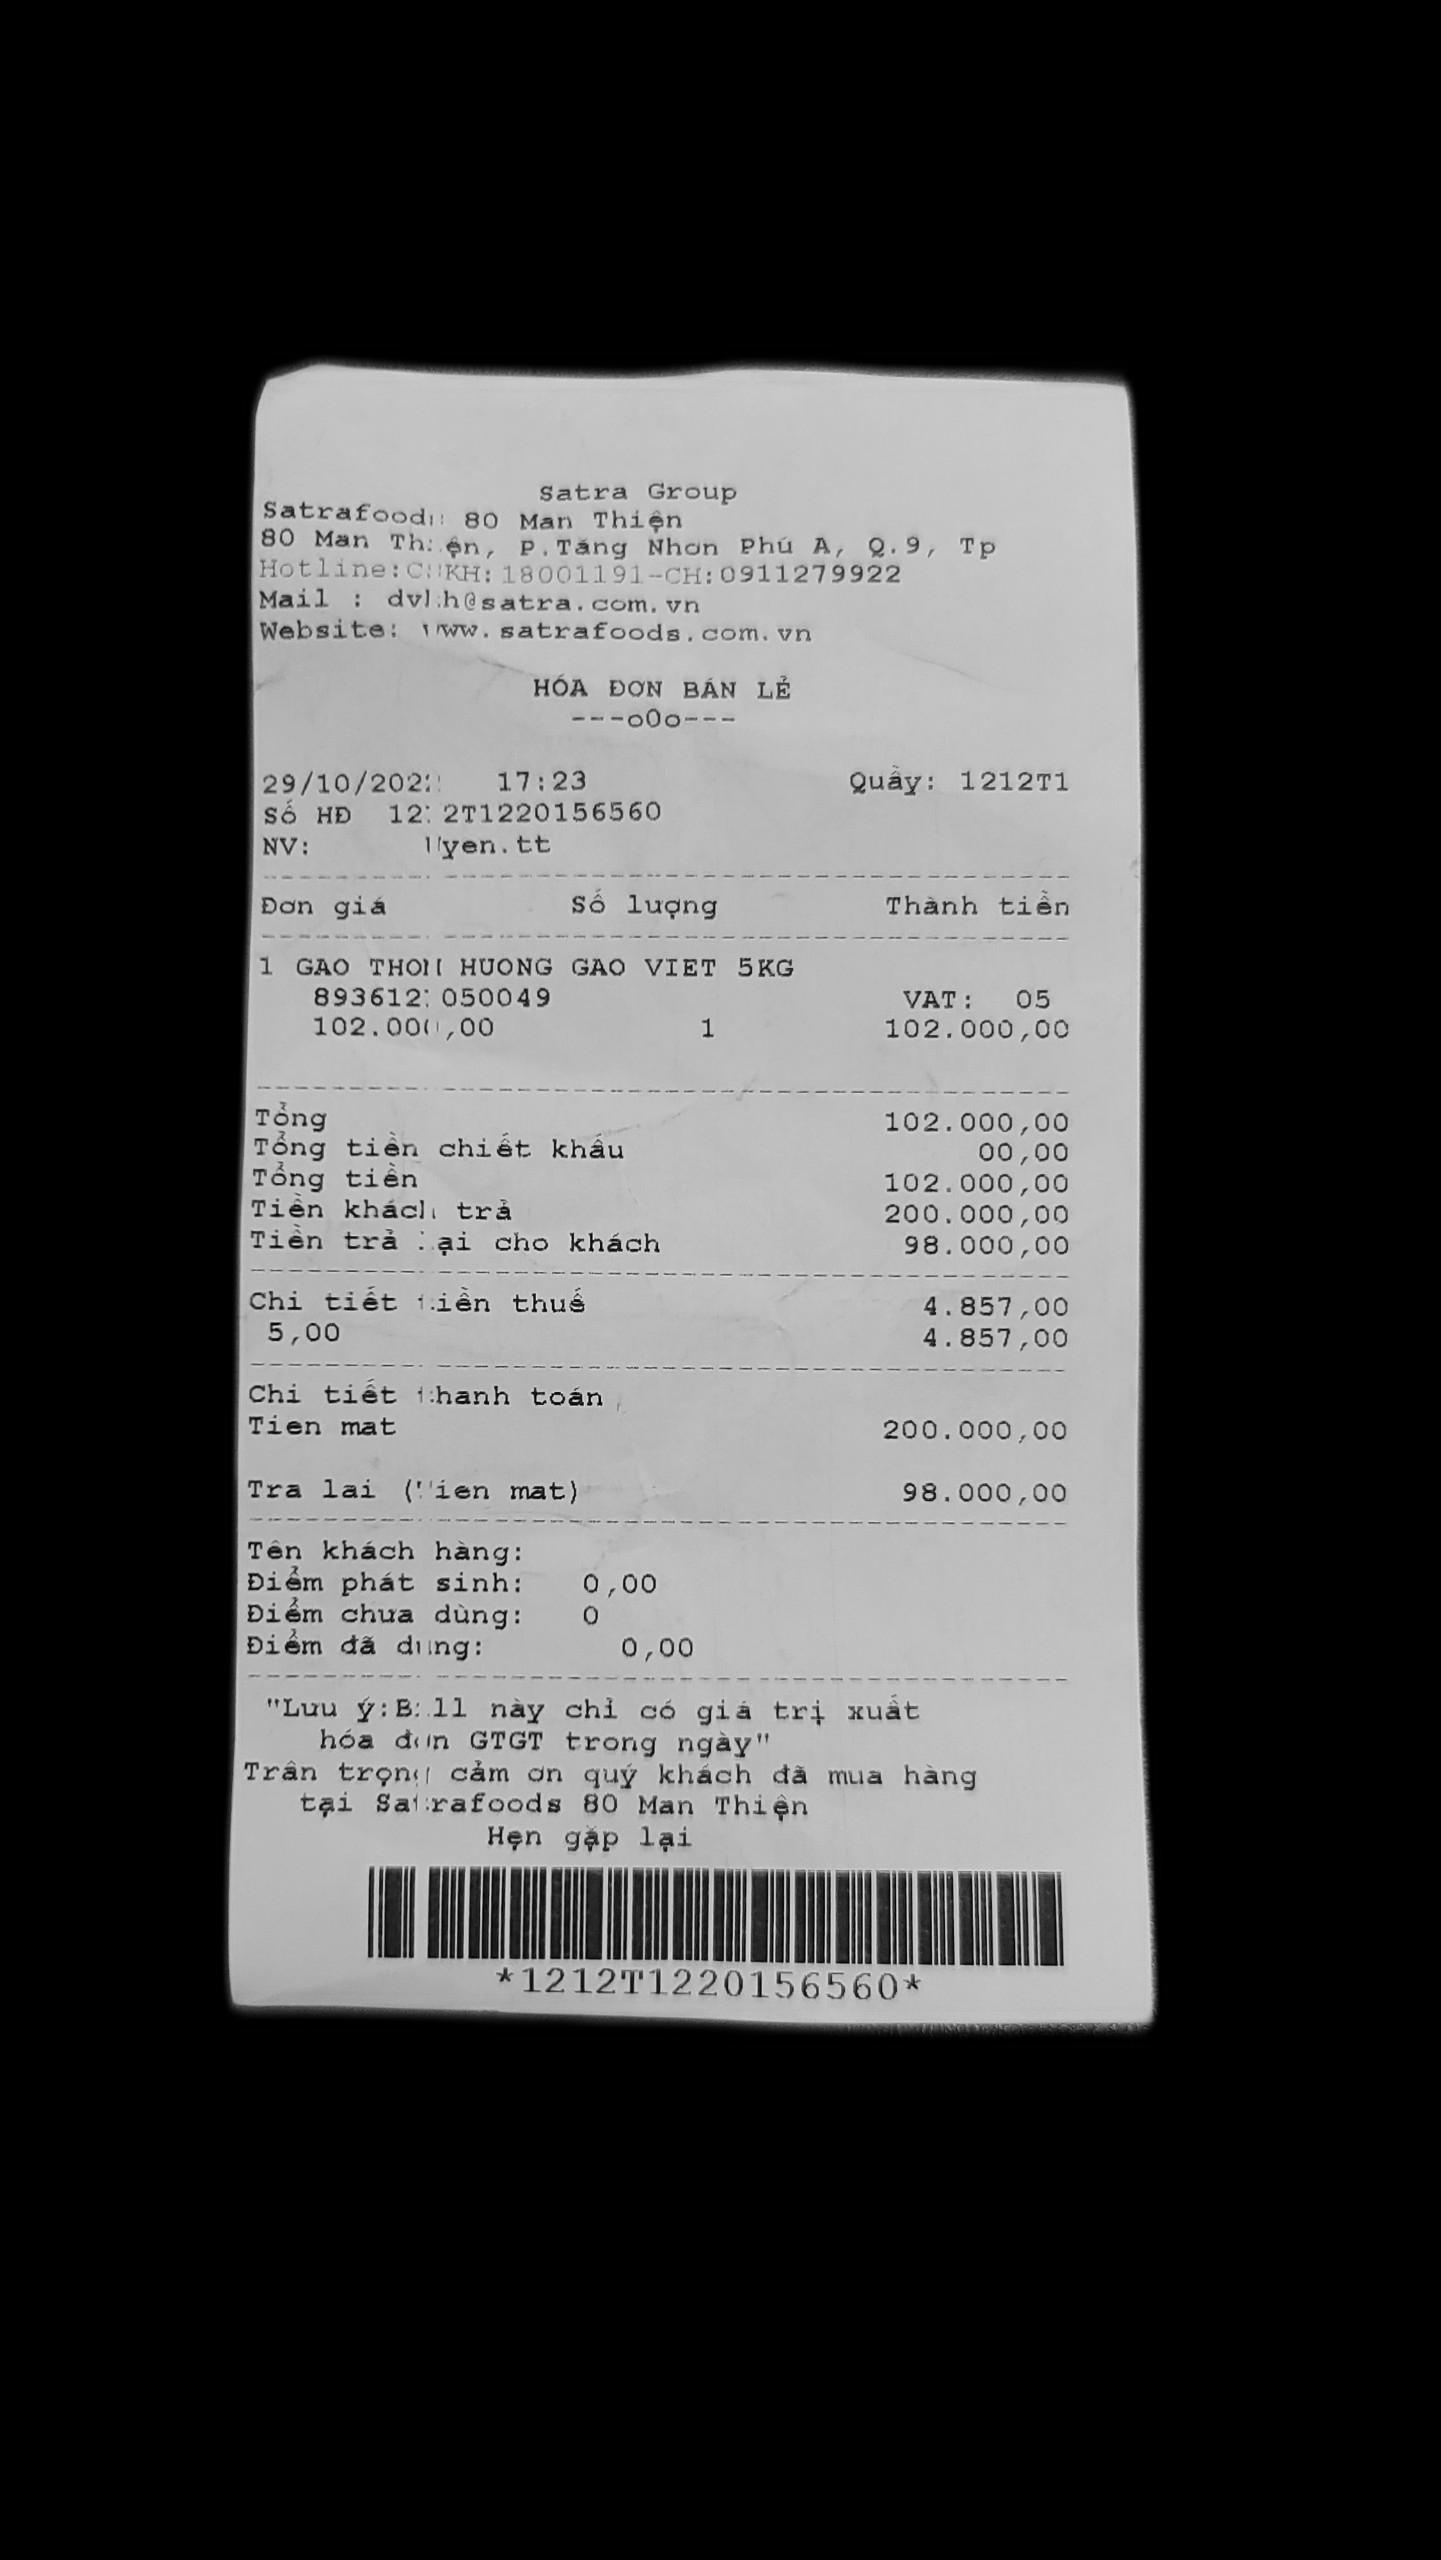 Satra Group
Satrafoods 80 Man Thiện
80 Man Thiện, P.Tăng Nhơn Phú A, Q.9, Tp
Hotline:CSKH:18001191-CH:0911279922
Mail : dvkh@satra.com.vn
Website: www.satrafoods.com.vn
HÓA ĐƠN BÁN LẺ
---o0o---
29/10/2022 17:23 Quầy: 1212T1
Số HĐ 1212T1220156560
NV: Uyen.tt
Đơn giá Số lượng Thành tiền
1 GAO THOM HUONG GAO VIET 5KG
VAT: 05
102.000,00 1 102.000,00
Tổng 102.000,00
Tổng tiền chiết khấu 00,00
Tổng tiền 102.000,00
Tiền khách trả 200.000,00
Tiền trả lại cho khách 98.000,00
Chi tiết tiền thuế 4.857,00
5,00 4.857,00
Chi tiết thanh toán
Tien mat 200.000,00
Tra lai (Tien mat) 98.000,00
Tên khách hàng:
Điểm phát sinh: 0,00
Điểm chưa dùng: 0
Điểm đã dùng: 0,00
"Lưu ý:Bill này chỉ có giá trị xuất
hóa đơn GTGT trong ngày"
Trân trọng cảm ơn quý khách đã mua hàng
tại Satrafoods 80 Man Thiện
Hẹn gặp lại
*1212T1220156560*